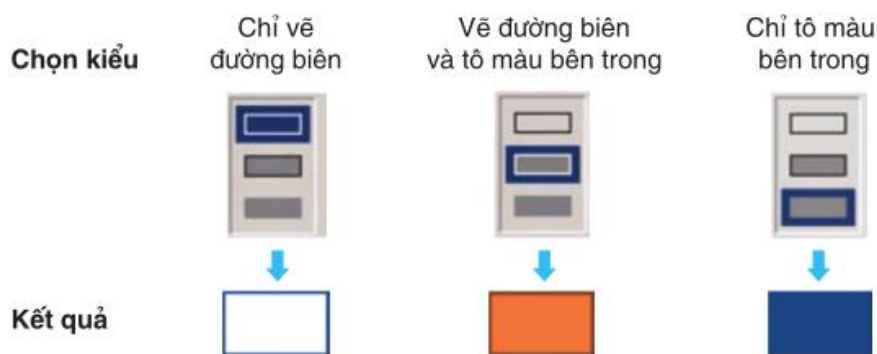 Chọn kiểu
Chỉ vẽ
đường biên
Vẽ đường biên
và tô màu bên trong
Chỉ tô màu
bên trong
Kết quả